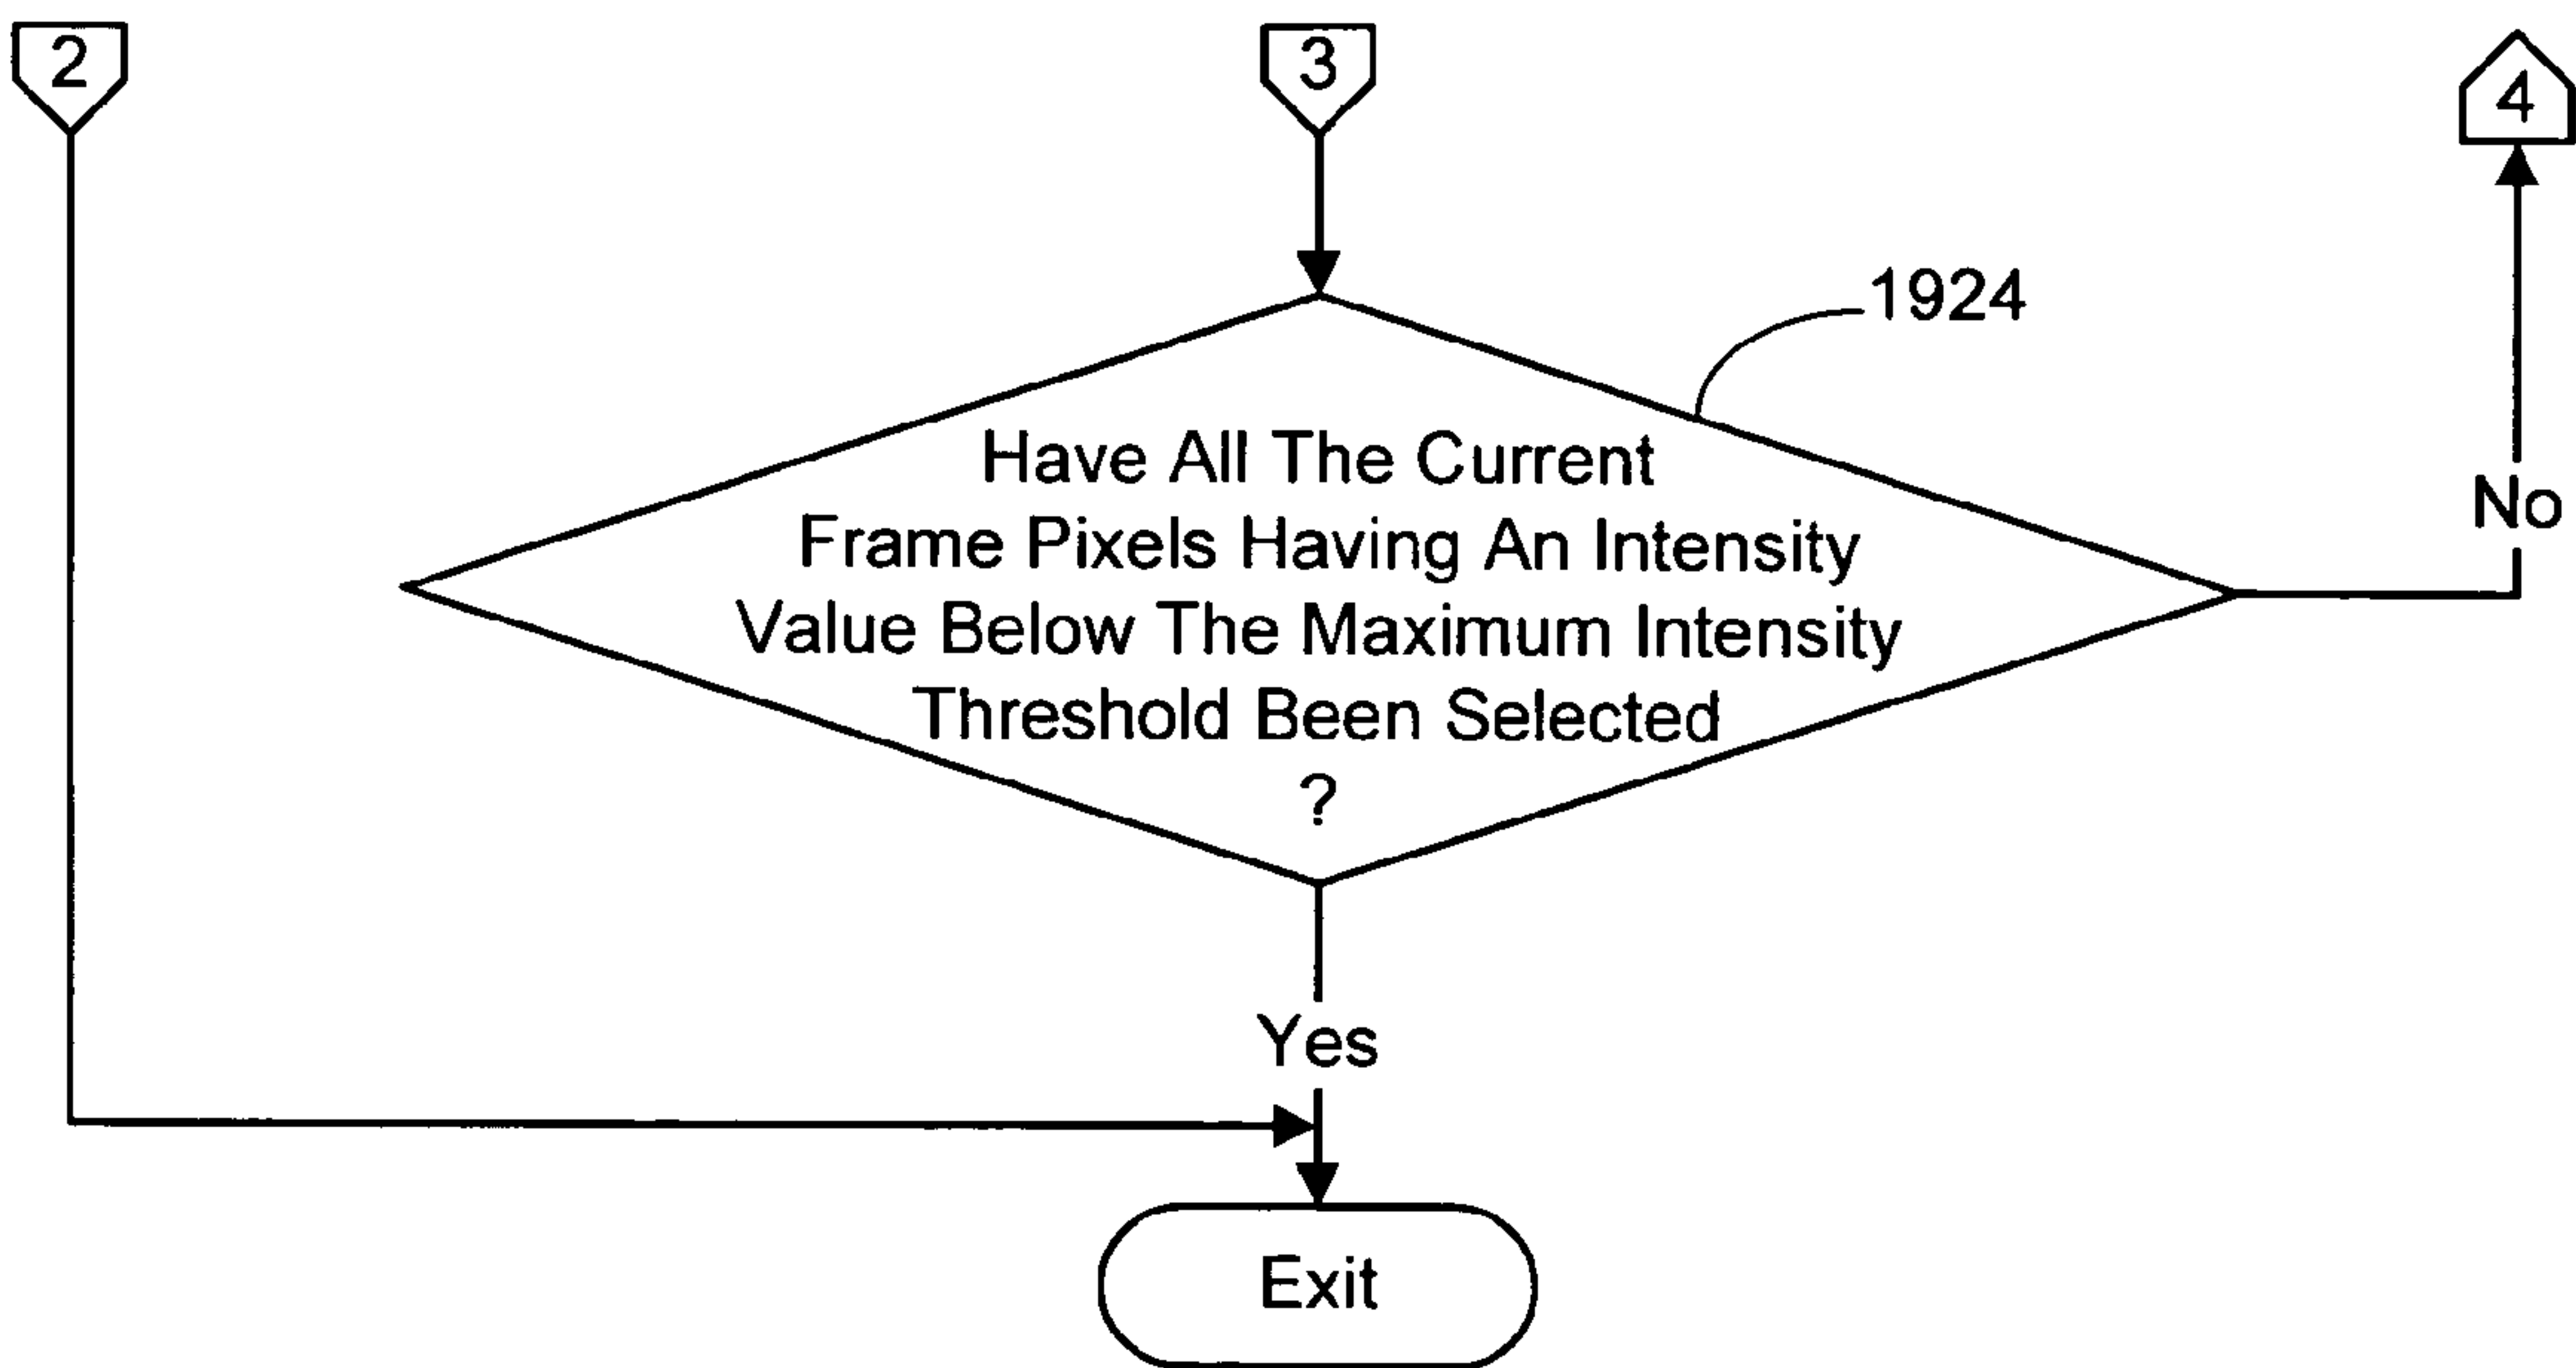 2
3
4
1924
Have All The Current
Frame Pixels Having An Intensity
Value Below The Maximum Intensity
Threshold Been Selected
?
No
Yes
Exit